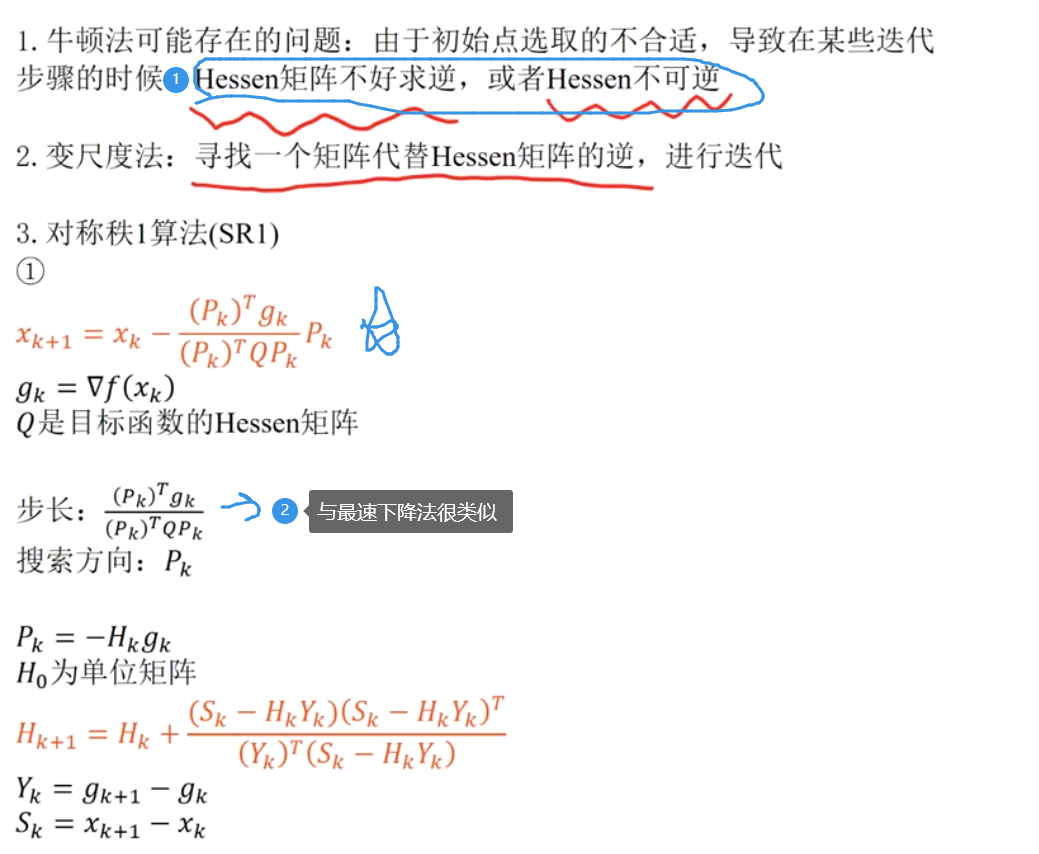 1. 牛顿法可能存在的问题：由于初始点选取的不合适，导致在某些迭代
步骤的时候 1 Hessen矩阵不好求逆，或者Hessen不可逆
2. 变尺度法：寻找一个矩阵代替Hessen矩阵的逆，进行迭代
3. 对称秩1算法(SR1)
①
x_{k+1} = x_k − \frac{(P_k)^T g_k}{(P_k)^T Q P_k} P_k
g_k = ∇f(x_k)
Q是目标函数的Hessen矩阵
步长：\frac{(P_k)^T g_k}{(P_k)^T Q P_k} 2 与最速下降法很类似
搜索方向：P_k
P_k = −H_k g_k
H_0为单位矩阵
H_{k+1} = H_k + \frac{(S_k − H_k Y_k)(S_k − H_k Y_k)^T}{(Y_k)^T (S_k − H_k Y_k)}
Y_k = g_{k+1} − g_k
S_k = x_{k+1} − x_k